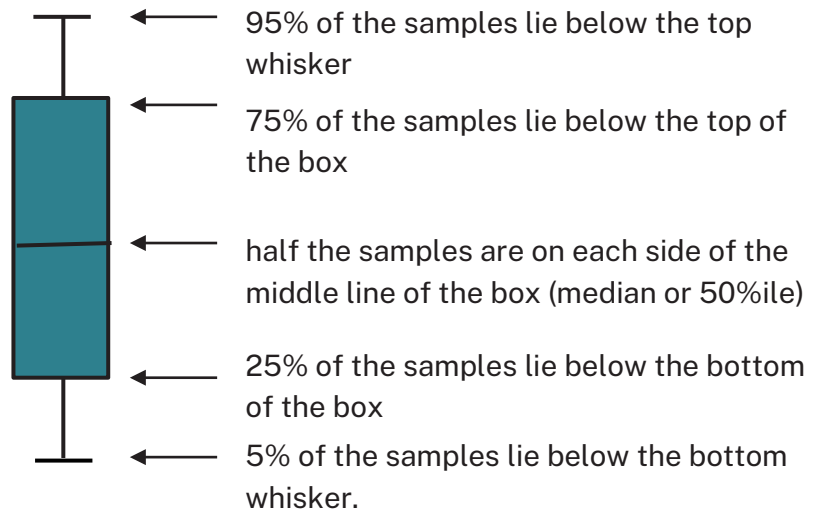 95% of the samples lie below the top
whisker
75% of the samples lie below the top of
the box
half the samples are on each side of the
middle line of the box (median or 50%ile)
25% of the samples lie below the bottom
of the box
5% of the samples lie below the bottom
whisker.